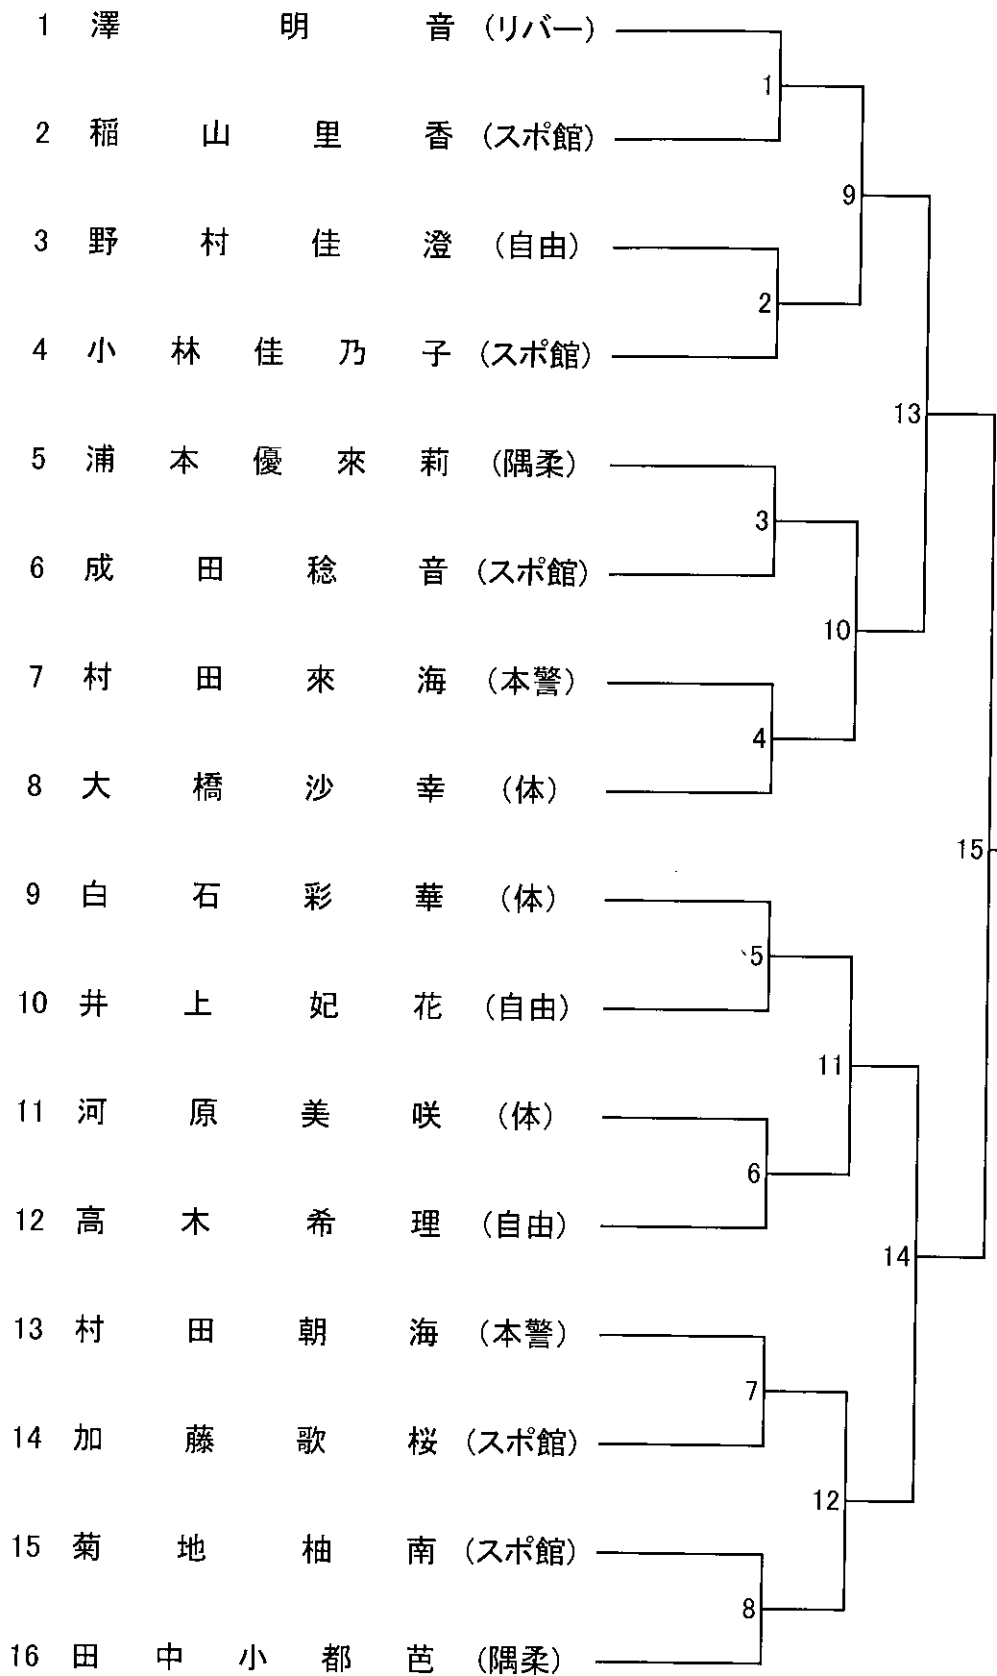 1 澤 明 音 (リバー)
1
2 稲 山 里 香 (スポ館)
9
3 野 村 佳 澄 (自由)
2
4 小 林 佳 乃 子 (スポ館)
13
5 浦 本 優 來 莉 (隅柔)
3
6 成 田 稔 音 (スポ館)
10
7 村 田 來 海 (本警)
4
8 大 橋 沙 幸 (体)
15
9 白 石 彩 華 (体)
5
10 井 上 妃 花 (自由)
11
11 河 原 美 咲 (体)
6
12 高 木 希 理 (自由)
14
13 村 田 朝 海 (本警)
7
14 加 藤 歌 桜 (スポ館)
12
15 菊 地 柚 南 (スポ館)
8
16 田 中 小 都 芭 (隅柔)